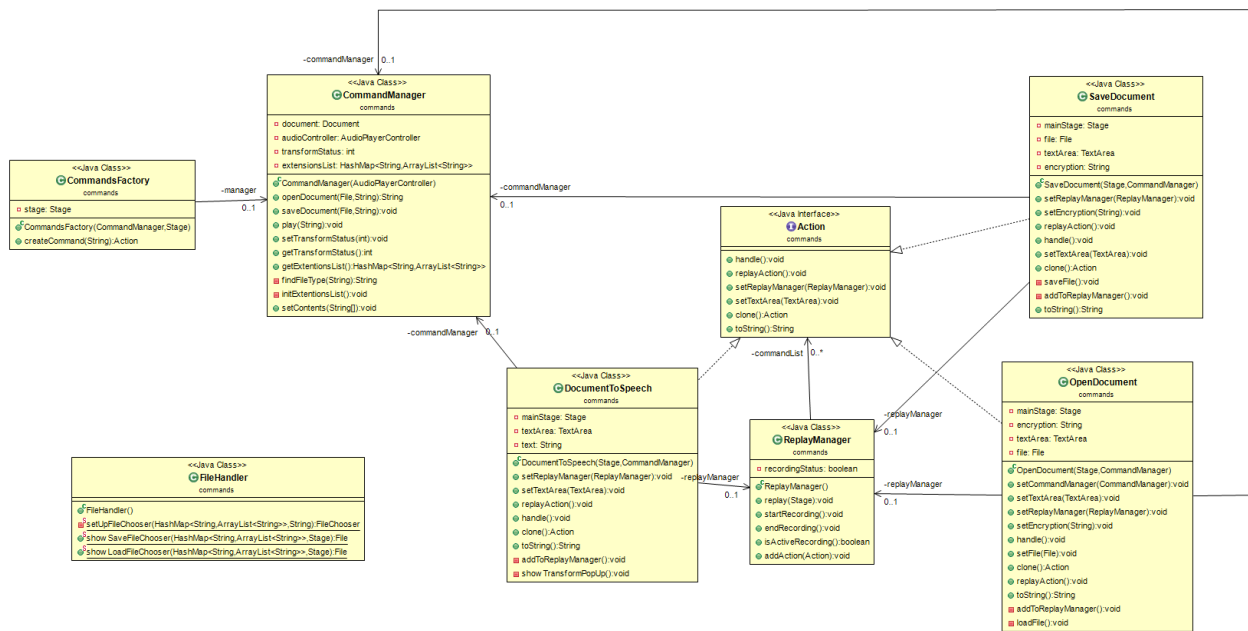 -commandManager
0..1
<<Java Class>>
CommandManager
commands
document: Document
audioController: AudioPlayerController
transformStatus: int
extensionsList: HashMap<String,ArrayList<String>>
CommandManager(AudioPlayerController)
openDocument(File,String):String
saveDocument(File,String):void
play(String):void
setTransformStatus(int):void
getTransformStatus():int
getExtentionsList():HashMap<String,ArrayList<String>>
findFileType(String):String
initExtentionsList():void
setContents(String[]):void
<<Java Class>>
SaveDocument
commands
mainStage: Stage
file: File
textArea: TextArea
encryption: String
SaveDocument(Stage,CommandManager)
setReplayManager(ReplayManager):void
setEncryption(String):void
replayAction():void
handle():void
setTextArea(TextArea):void
clone():Action
saveFile():void
addToReplayManager():void
toString():String
<<Java Class>>
CommandsFactory
commands
stage: Stage
CommandsFactory(CommandManager,Stage)
createCommand(String):Action
-manager
0..1
-commandManager
0..1
<<Java Interface>>
Action
commands
handle():void
replayAction():void
setReplayManager(ReplayManager):void
setTextArea(TextArea):void
clone():Action
toString():String
-commandManager
0..1
-commandList
0..*
<<Java Class>>
DocumentToSpeech
commands
mainStage: Stage
textArea: TextArea
text: String
DocumentToSpeech(Stage,CommandManager)
setReplayManager(ReplayManager):void
setTextArea(TextArea):void
replayAction():void
handle():void
clone():Action
toString():String
addToReplayManager():void
show TransformPopUp():void
-replayManager
0..1
<<Java Class>>
ReplayManager
commands
recordingStatus: boolean
ReplayManager()
replay(Stage):void
startRecording():void
endRecording():void
isActiveRecording():boolean
addAction(Action):void
-replayManager
0..1
-replayManager
0..1
<<Java Class>>
OpenDocument
commands
mainStage: Stage
encryption: String
textArea: TextArea
file: File
OpenDocument(Stage,CommandManager)
setCommandManager(CommandManager):void
setTextArea(TextArea):void
setReplayManager(ReplayManager):void
setEncryption(String):void
handle():void
setFile(File):void
clone():Action
replayAction():void
toString():String
addToReplayManager():void
loadFile():void
<<Java Class>>
FileHandler
commands
FileHandler()
setUpFileChooser(HashMap<String,ArrayList<String>>,String):FileChooser
show SaveFileChooser(HashMap<String,ArrayList<String>>,Stage):File
show LoadFileChooser(HashMap<String,ArrayList<String>>,Stage):File